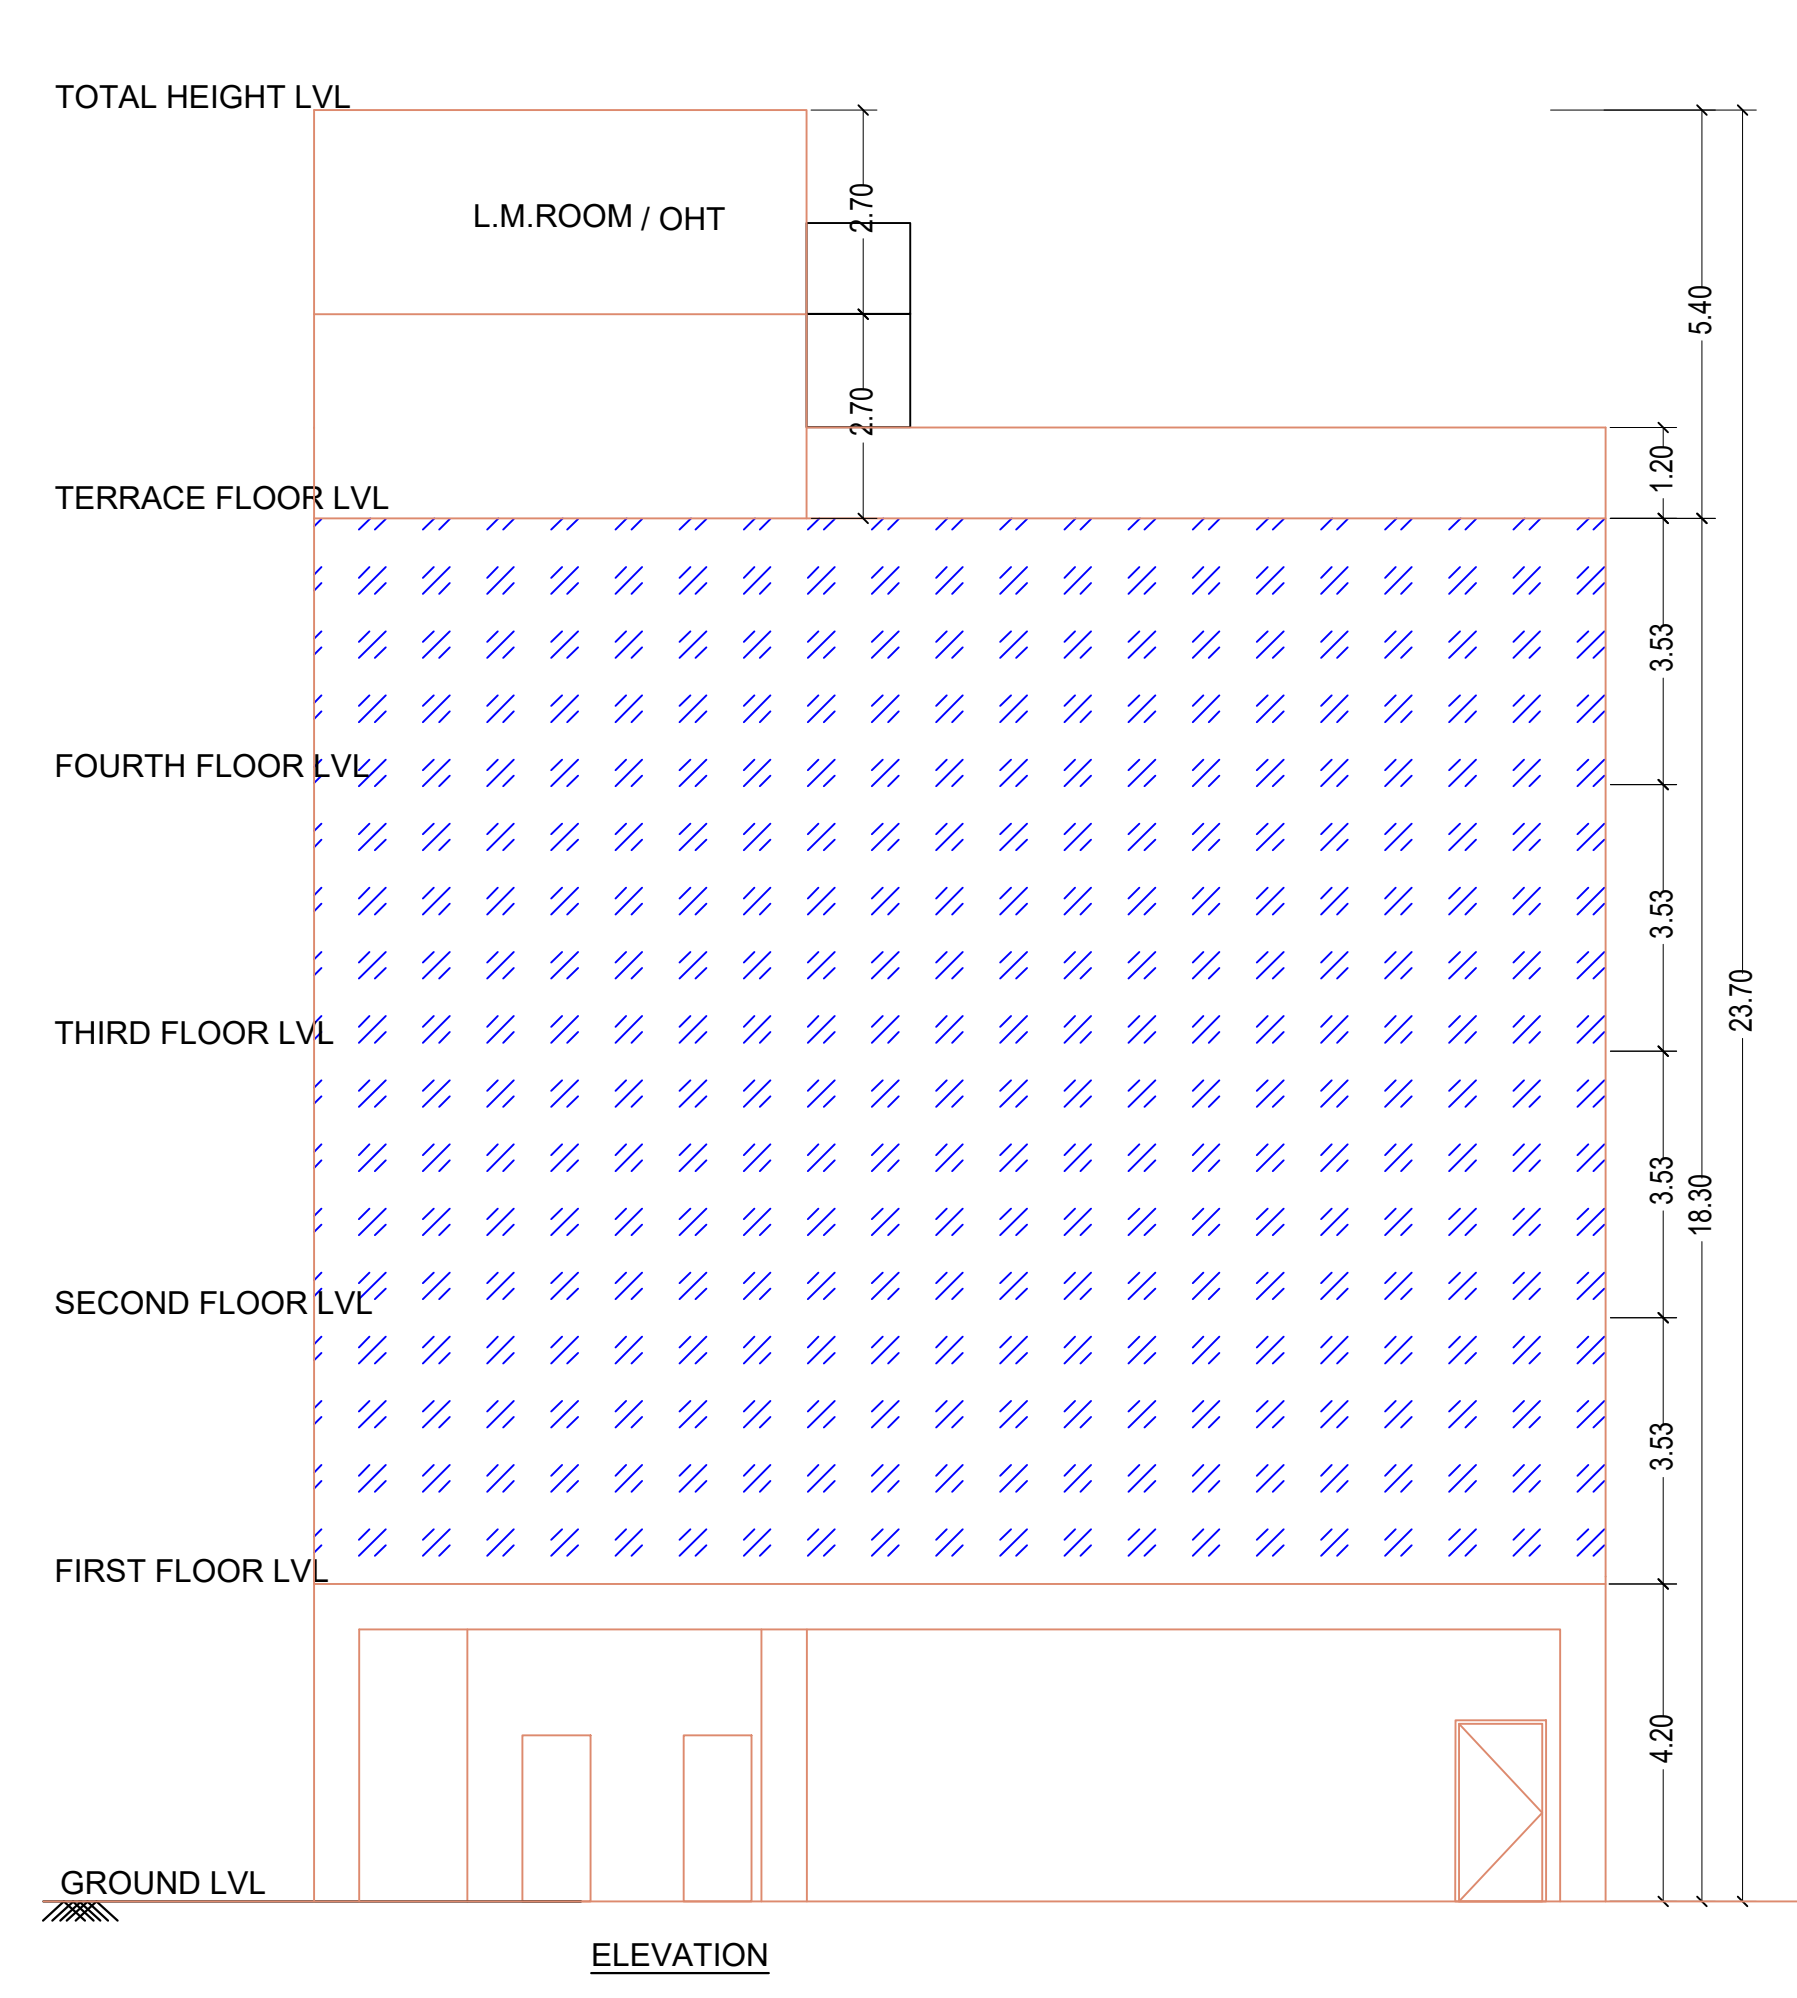 TOTAL HEIGHT LVL
2.70
L.M.ROOM / OHT
5.40
2.70
1.20
TERRACE FLOOR LVL
3.53
FOURTH FLOOR LVL
3.53
23.70
THIRD FLOOR LVL
3.53
18.30
SECOND FLOOR LVL
3.53
FIRST FLOOR LVL
4.20
GROUND LVL
ELEVATION